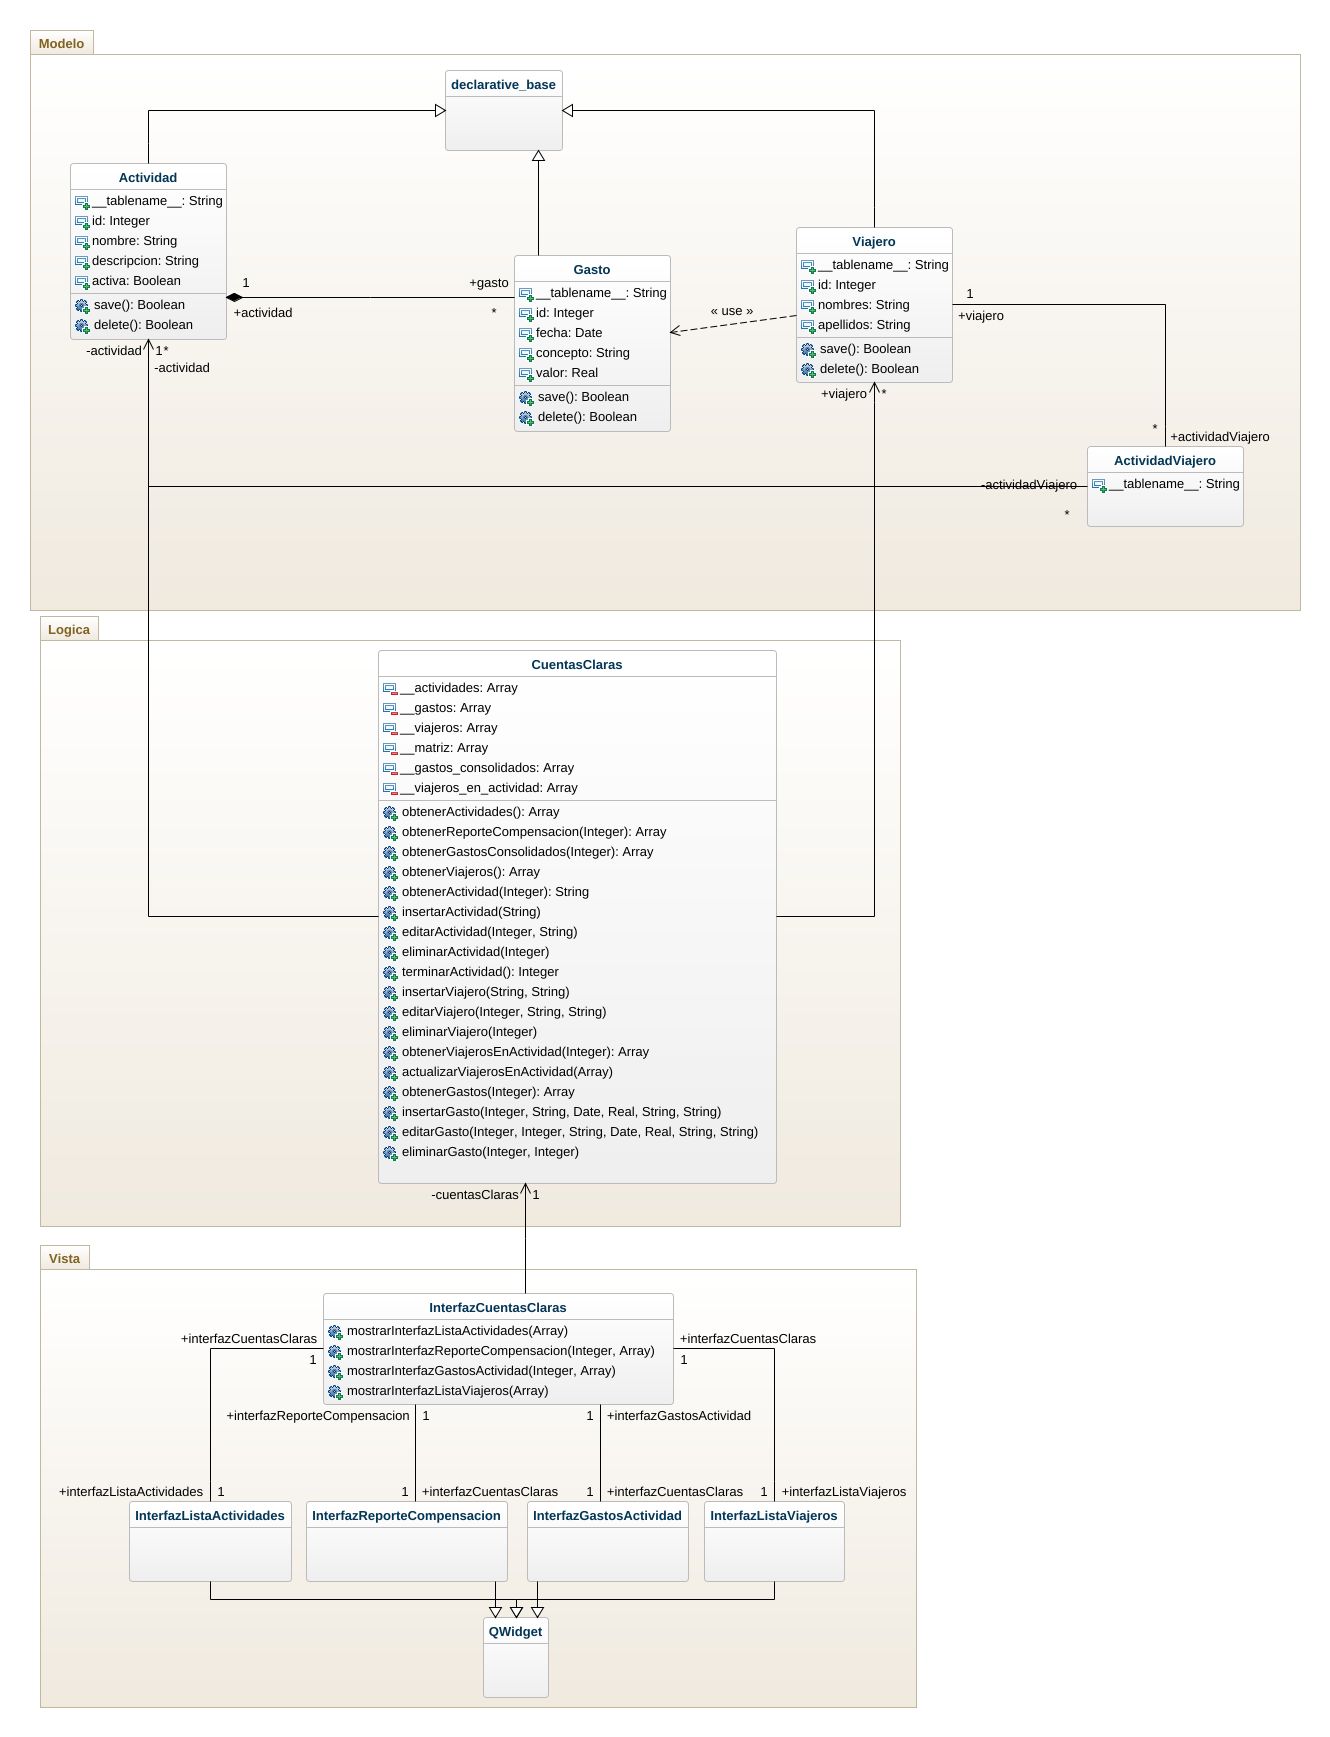 Modelo
declarative_base
Actividad
__tablename__: String
id: Integer
nombre: String
descripcion: String
activa: Boolean
save(): Boolean
delete(): Boolean
1
+actividad
+gasto
*
-actividad
1*
-actividad
Gasto
__tablename__: String
id: Integer
fecha: Date
concepto: String
valor: Real
save(): Boolean
delete(): Boolean
« use »
Viajero
__tablename__: String
id: Integer
nombres: String
apellidos: String
save(): Boolean
delete(): Boolean
1
+viajero
+viajero
*
*
+actividadViajero
ActividadViajero
__tablename__: String
-actividadViajero
*
Logica
CuentasClaras
__actividades: Array
__gastos: Array
__viajeros: Array
__matriz: Array
__gastos_consolidados: Array
__viajeros_en_actividad: Array
obtenerActividades(): Array
obtenerReporteCompensacion(Integer): Array
obtenerGastosConsolidados(Integer): Array
obtenerViajeros(): Array
obtenerActividad(Integer): String
insertarActividad(String)
editarActividad(Integer, String)
eliminarActividad(Integer)
terminarActividad(): Integer
insertarViajero(String, String)
editarViajero(Integer, String, String)
eliminarViajero(Integer)
obtenerViajerosEnActividad(Integer): Array
actualizarViajerosEnActividad(Array)
obtenerGastos(Integer): Array
insertarGasto(Integer, String, Date, Real, String, String)
editarGasto(Integer, Integer, String, Date, Real, String, String)
eliminarGasto(Integer, Integer)
-cuentasClaras
1
Vista
InterfazCuentasClaras
mostrarInterfazListaActividades(Array)
mostrarInterfazReporteCompensacion(Integer, Array)
mostrarInterfazGastosActividad(Integer, Array)
mostrarInterfazListaViajeros(Array)
+interfazCuentasClaras
1
+interfazCuentasClaras
1
+interfazReporteCompensacion
1
1
+interfazGastosActividad
+interfazListaActividades
1
1
+interfazCuentasClaras
1
+interfazCuentasClaras
1
+interfazListaViajeros
InterfazListaActividades
InterfazReporteCompensacion
InterfazGastosActividad
InterfazListaViajeros
QWidget